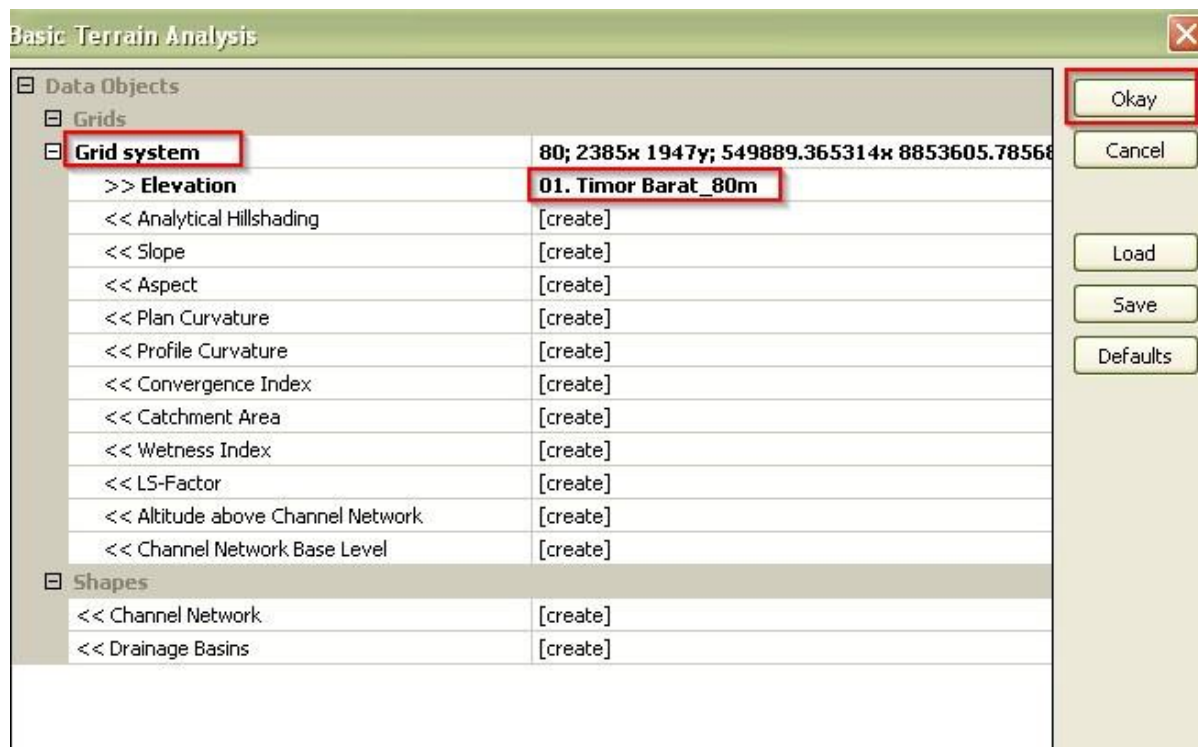 Basic Terrain Analysis
Data Objects
Grids
Grid system 80; 2385x 1947y; 549889.365314x 8853605.78568
>> Elevation 01. Timor Barat_80m
<< Analytical Hillshading [create]
<< Slope [create]
<< Aspect [create]
<< Plan Curvature [create]
<< Profile Curvature [create]
<< Convergence Index [create]
<< Catchment Area [create]
<< Wetness Index [create]
<< LS-Factor [create]
<< Altitude above Channel Network [create]
<< Channel Network Base Level [create]
Shapes
<< Channel Network [create]
<< Drainage Basins [create]
Okay
Cancel
Load
Save
Defaults